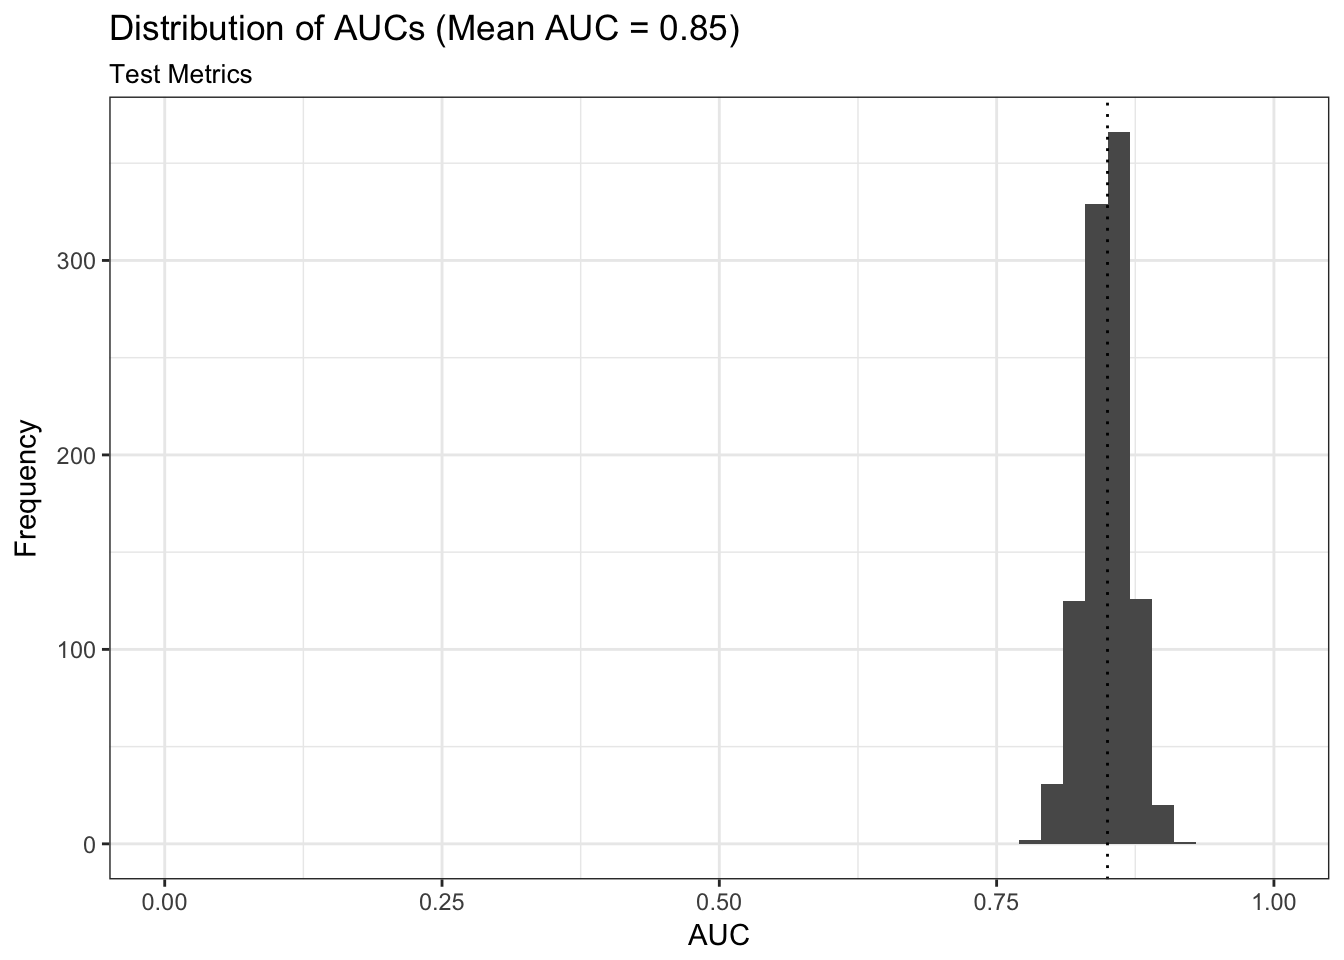 Distribution of AUCs (Mean AUC = 0.85)
Test Metrics
Frequency
300
200
100
0
0.00 0.25 0.50 0.75 1.00
AUC